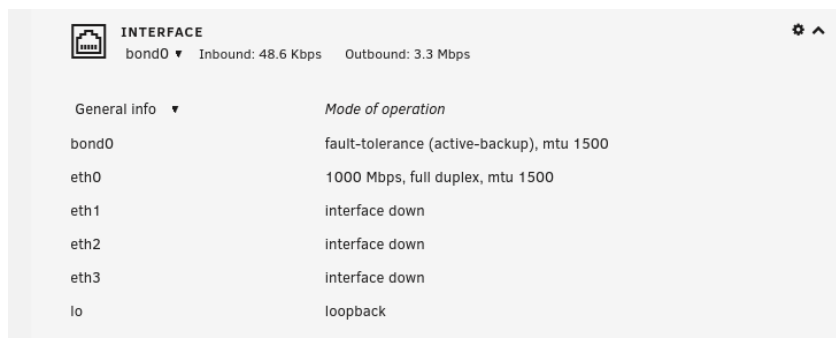 INTERFACE
bond0 ▼ Inbound: 48.6 Kbps Outbound: 3.3 Mbps
General info ▼ Mode of operation
bond0 fault-tolerance (active-backup), mtu 1500
eth0 1000 Mbps, full duplex, mtu 1500
eth1 interface down
eth2 interface down
eth3 interface down
lo loopback